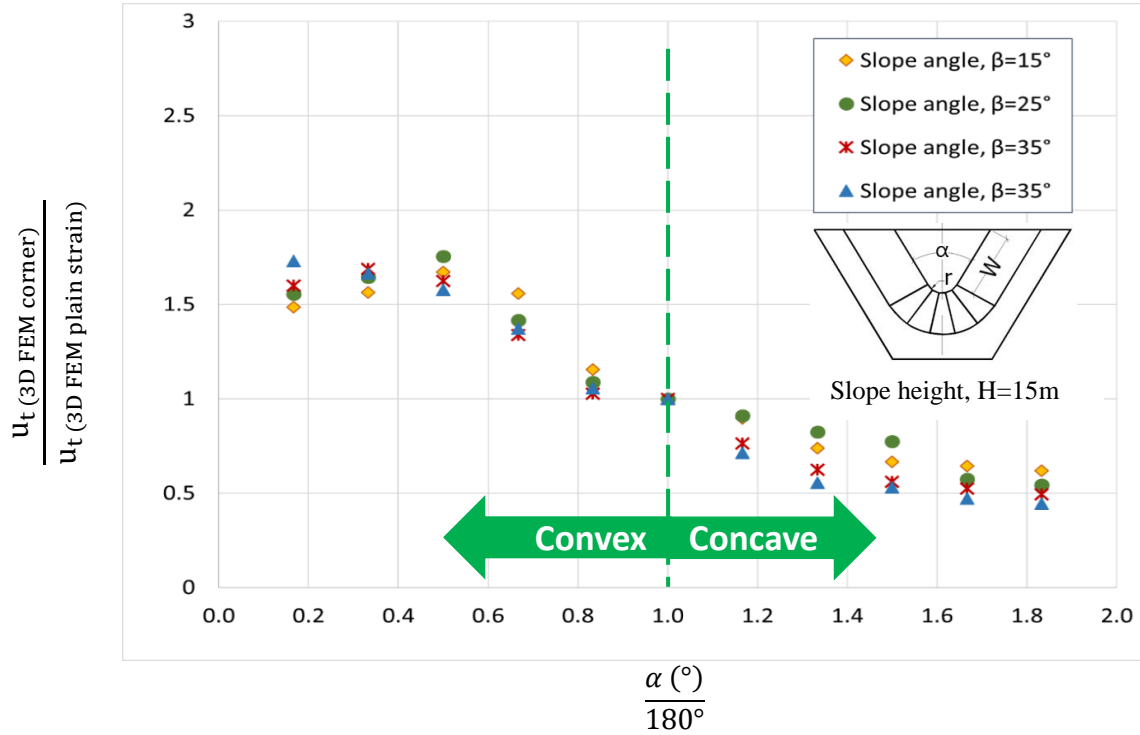 3
2.5
2
1.5
1
0.5
0
0.0 0.2 0.4 0.6 0.8 1.0 1.2 1.4 1.6 1.8 2.0
u_t (3D FEM corner)
u_t (3D FEM plain strain)
Slope angle, β=15°
Slope angle, β=25°
Slope angle, β=35°
Slope angle, β=35°
α
r
W
Slope height, H=15m
Convex Concave
α (°)
180°